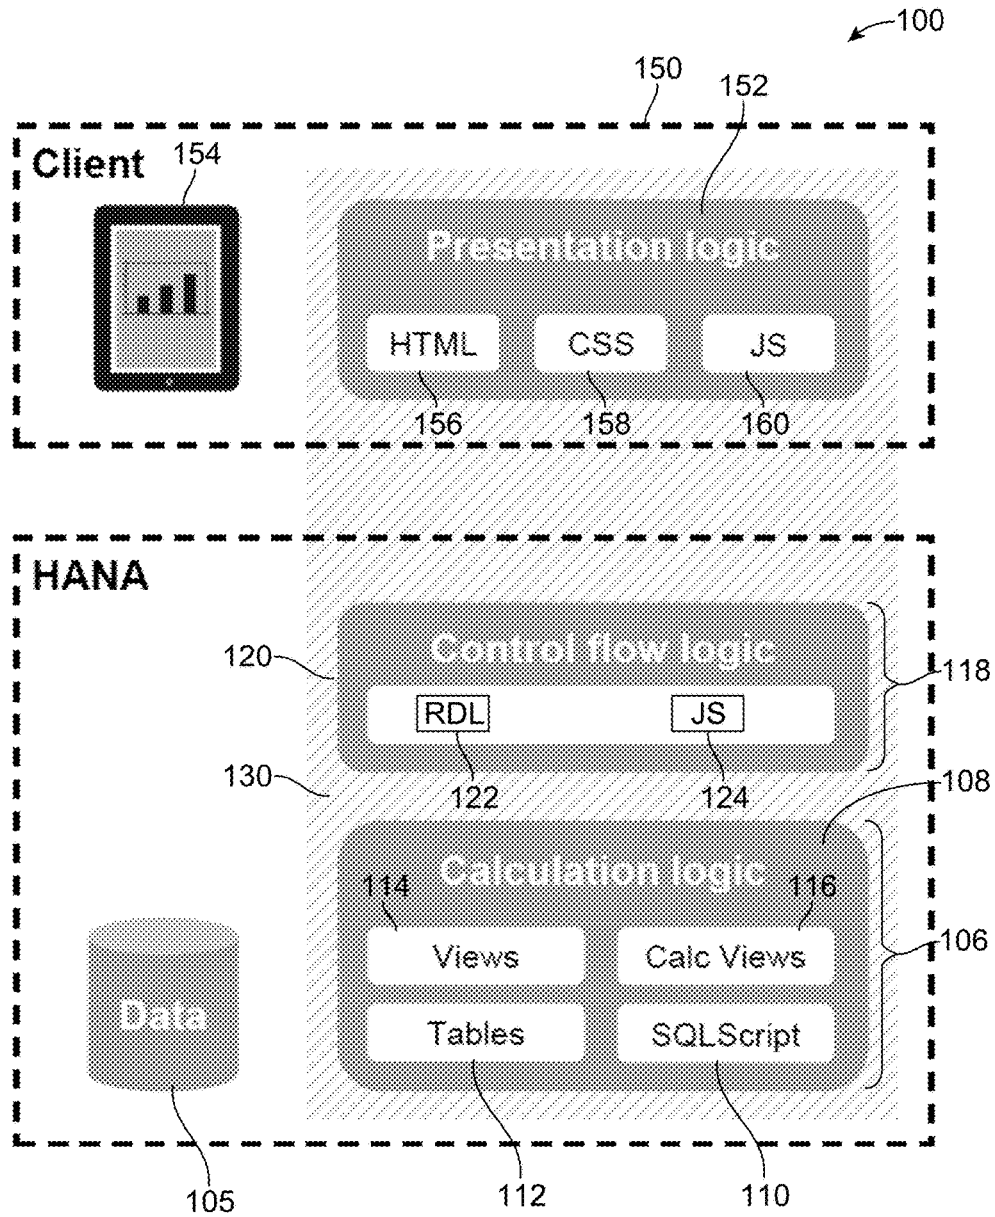 100
150
152
Client
154
Presentation logic
HTML
CSS
JS
156
158
160
HANA
Control flow logic
120
118
RDL
JS
122
124
130
108
Calculation logic
114
116
106
Views
Calc Views
Data
Tables
SQLScript
105
112
110